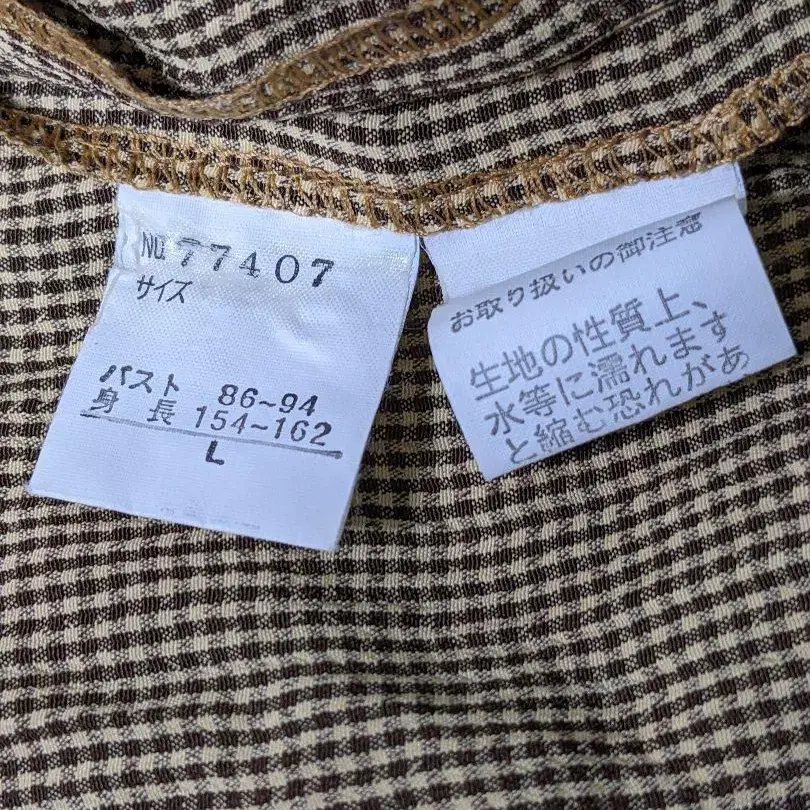 NO. 77407
サイズ
バスト 86~94
身長 154~162
L
お取り扱いの御注意
生地の性質上、
水等に濡れます
と縮む恐れがあ